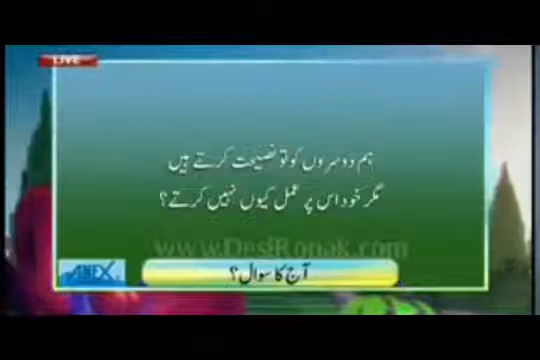 LIVE
ہم دوسروں کو تو نصیحت کرتے ہیں
مگر خود اس پر عمل کیوں نہیں کرتے؟
www.DesiRonak.com
ANEX
آج کا سوال؟